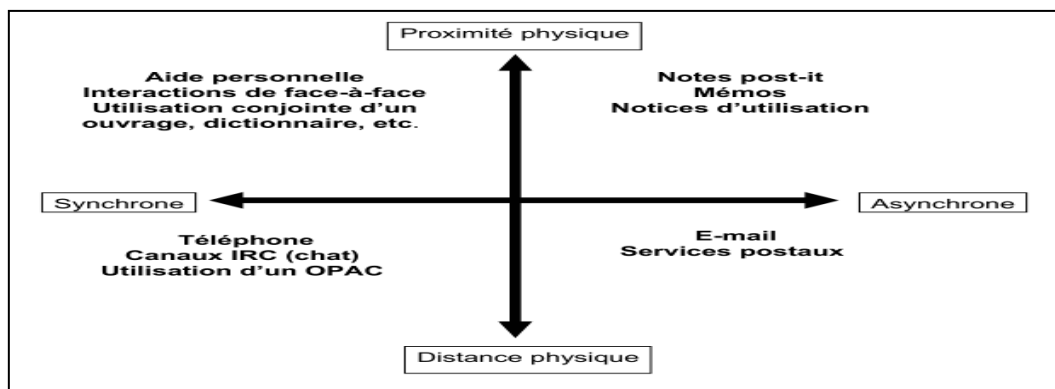 Proximité physique
Aide personnelle
Interactions de face-à-face
Utilisation conjointe d'un
ouvrage, dictionnaire, etc.
Notes post-it
Mémos
Notices d'utilisation
Synchrone
Asynchrone
Téléphone
Canaux IRC (chat)
Utilisation d'un OPAC
E-mail
Services postaux
Distance physique